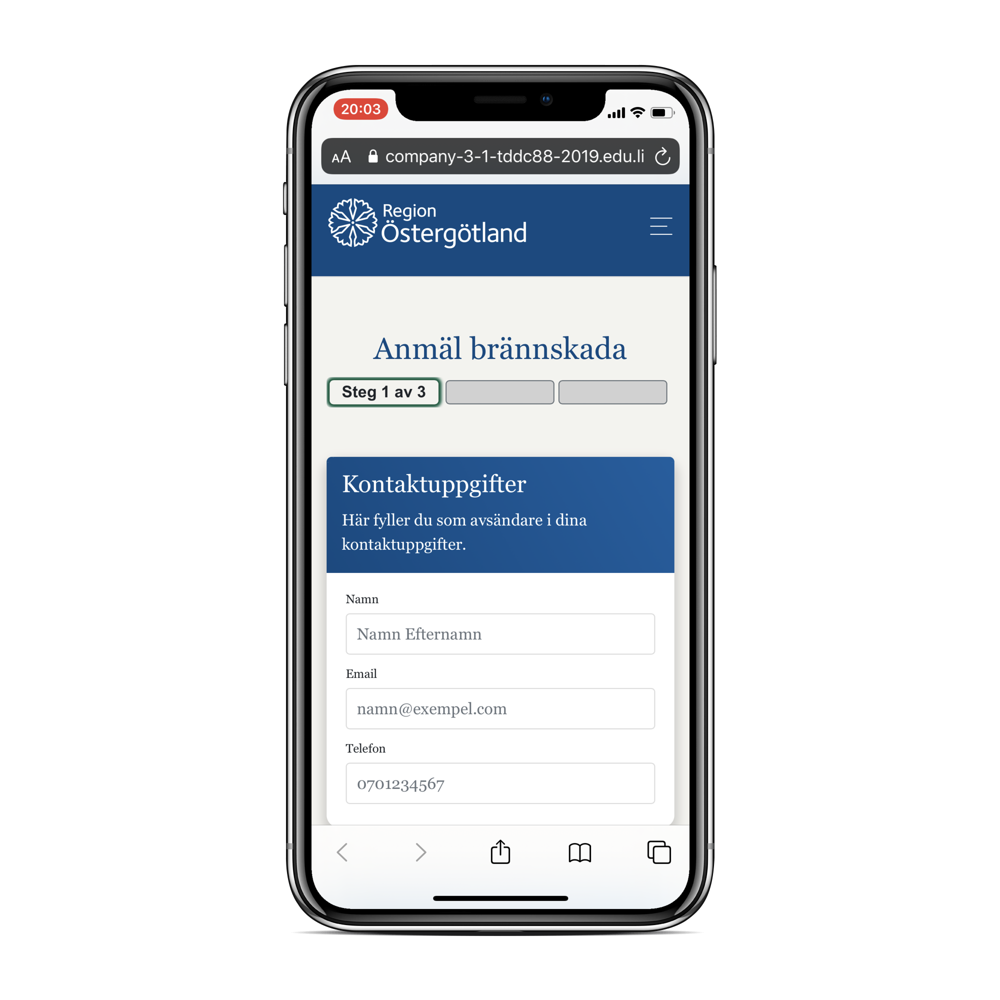 20:03
AA company-3-1-tddc88-2019.edu.li
Region
Östergötland
Anmäl brännskada
Steg 1 av 3
Kontaktuppgifter
Här fyller du som avsändare i dina
kontaktuppgifter.
Namn
Namn Efternamn
Email
namn@exempel.com
Telefon
0701234567